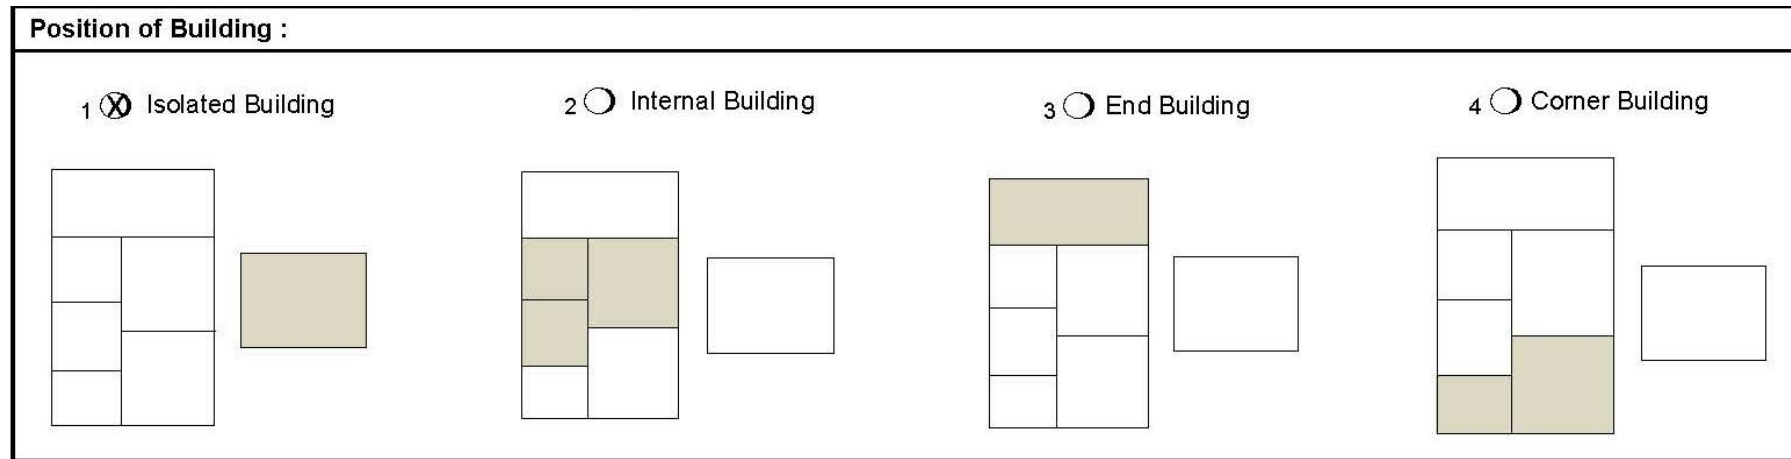 Position of Building :
1 Ⓧ Isolated Building
2 ◯ Internal Building
3 ◯ End Building
4 ◯ Corner Building